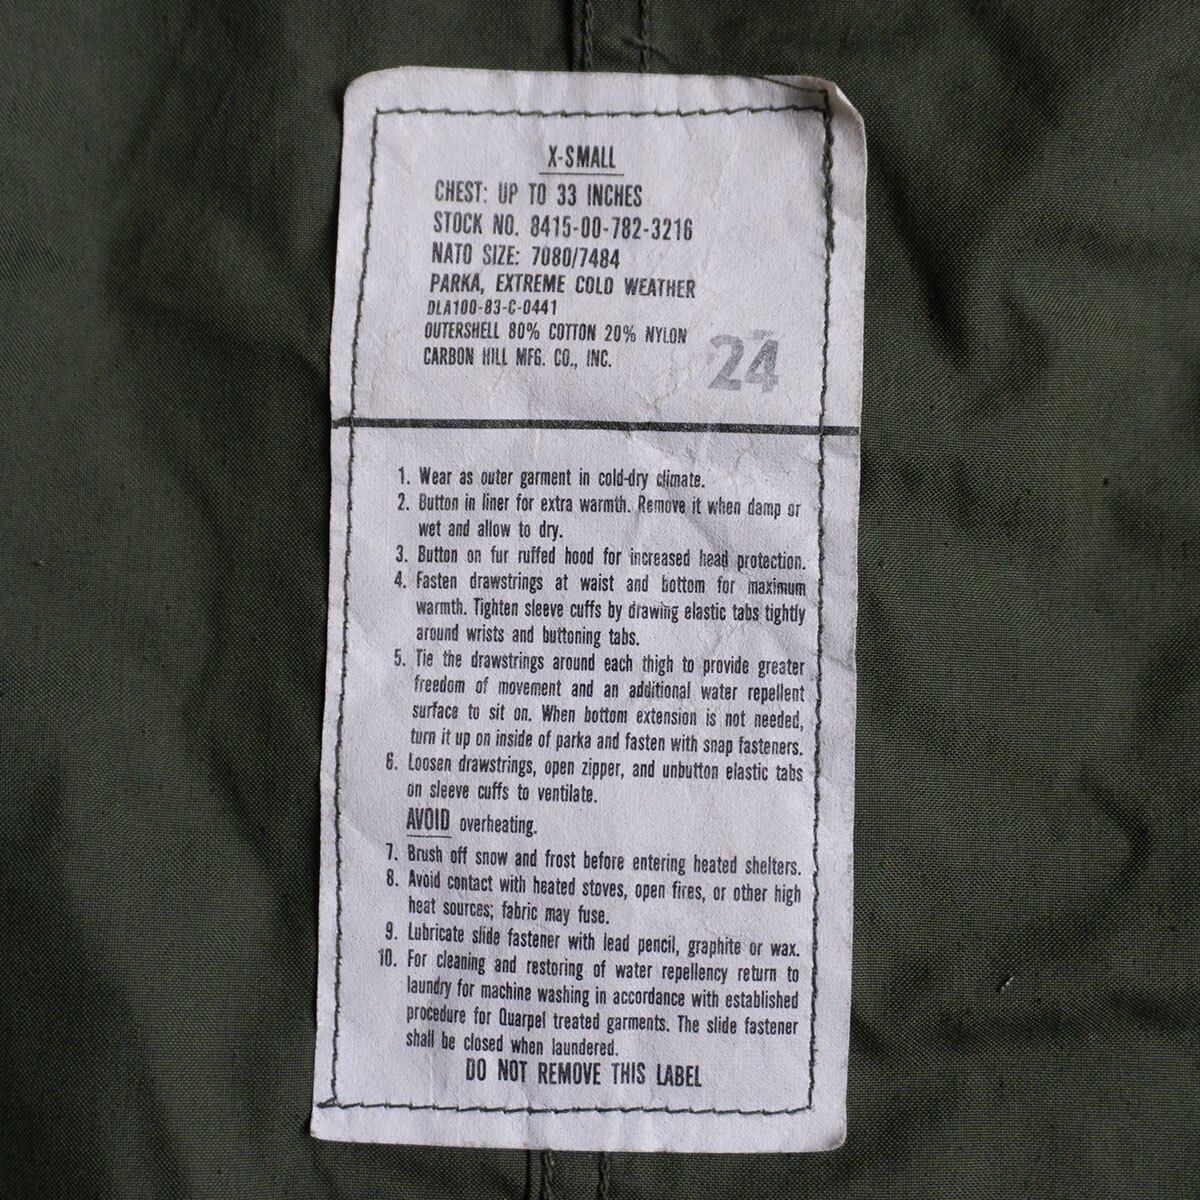 X-SMALL
CHEST: UP TO 33 INCHES
STOCK NO. 8415-00-782-3216
NATO SIZE: 7080/7484
PARKA, EXTREME COLD WEATHER
DLA100-83-C-0441
OUTERSHELL 80% COTTON 20% NYLON
CARBON HILL MFG. CO., INC.
24
1. Wear as outer garment in cold-dry climate.
2. Button in liner for extra warmth. Remove it when damp or
wet and allow to dry.
3. Button on fur ruffed hood for increased head protection.
4. Fasten drawstrings at waist and bottom for maximum
warmth. Tighten sleeve cuffs by drawing elastic tabs tightly
around wrists and buttoning tabs.
5. Tie the drawstrings around each thigh to provide greater
freedom of movement and an additional water repellent
surface to sit on. When bottom extension is not needed,
turn it up on inside of parka and fasten with snap fasteners.
6. Loosen drawstrings, open zipper, and unbutton elastic tabs
on sleeve cuffs to ventilate.
AVOID overheating.
7. Brush off snow and frost before entering heated shelters.
8. Avoid contact with heated stoves, open fires, or other high
heat sources; fabric may fuse.
9. Lubricate slide fastener with lead pencil, graphite or wax.
10. For cleaning and restoring of water repellency return to
laundry for machine washing in accordance with established
procedure for Quarpel treated garments. The slide fastener
shall be closed when laundered.
DO NOT REMOVE THIS LABEL